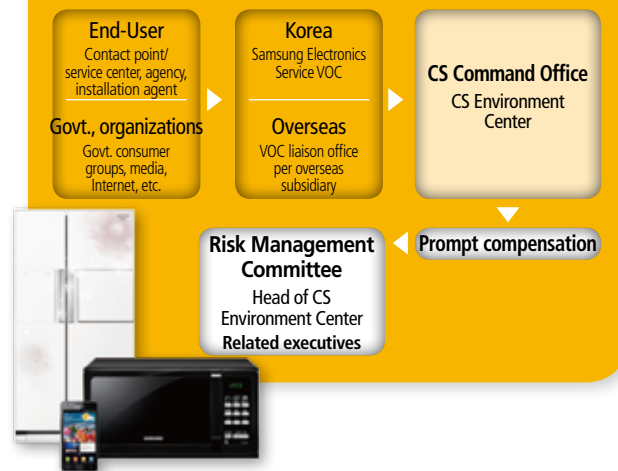 End-User
Contact point/
service center, agency,
installation agent
Govt., organizations
Govt. consumer
groups, media,
Internet, etc.
Korea
Samsung Electronics
Service VOC
Overseas
VOC liaison office
per overseas
subsidiary
CS Command Office
CS Environment
Center
Prompt compensation
Risk Management
Committee
Head of CS
Environment Center
Related executives
SAMSUNG